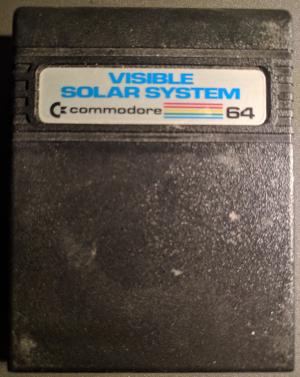 VISIBLE
SOLAR SYSTEM
commodore 64